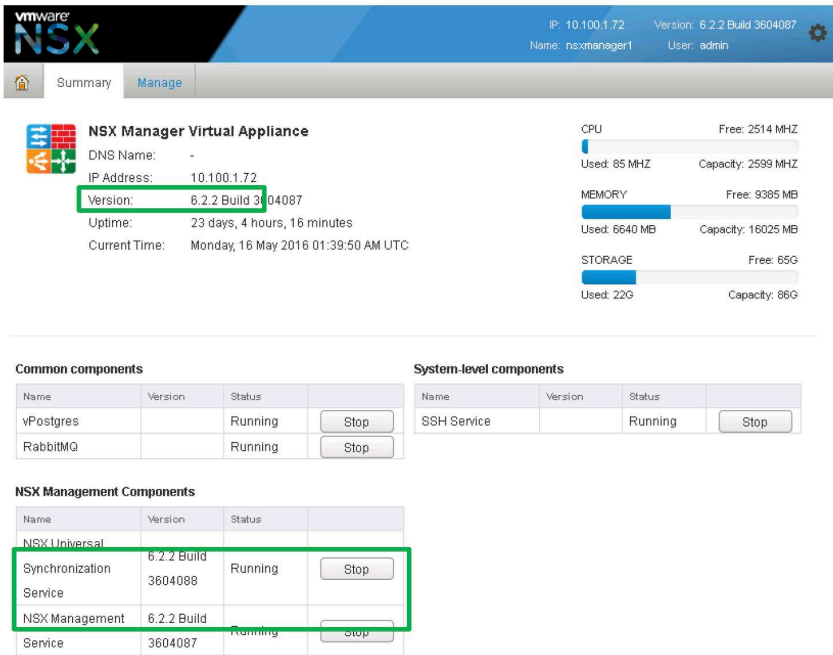 vmware
NSX
IP: 10.100.1.72 Version: 6.2.2 Build 3604087
Name: nsxmanager1 User: admin
Summary Manage
NSX Manager Virtual Appliance
DNS Name: -
IP Address: 10.100.1.72
Version: 6.2.2 Build 3604087
Uptime: 23 days, 4 hours, 16 minutes
Current Time: Monday, 16 May 2016 01:39:50 AM UTC
CPU Free: 2514 MHZ
Used: 85 MHZ Capacity: 2599 MHZ
MEMORY Free: 9385 MB
Used: 6640 MB Capacity: 16025 MB
STORAGE Free: 65G
Used: 22G Capacity: 86G
Common components
Name Version Status
vPostgres Running Stop
RabbitMQ Running Stop
System-level components
Name Version Status
SSH Service Running Stop
NSX Management Components
Name Version Status
NSX Universal
Synchronization
Service
6.2.2 Build
3604088
Running Stop
NSX Management
Service
6.2.2 Build
3604087
Running Stop